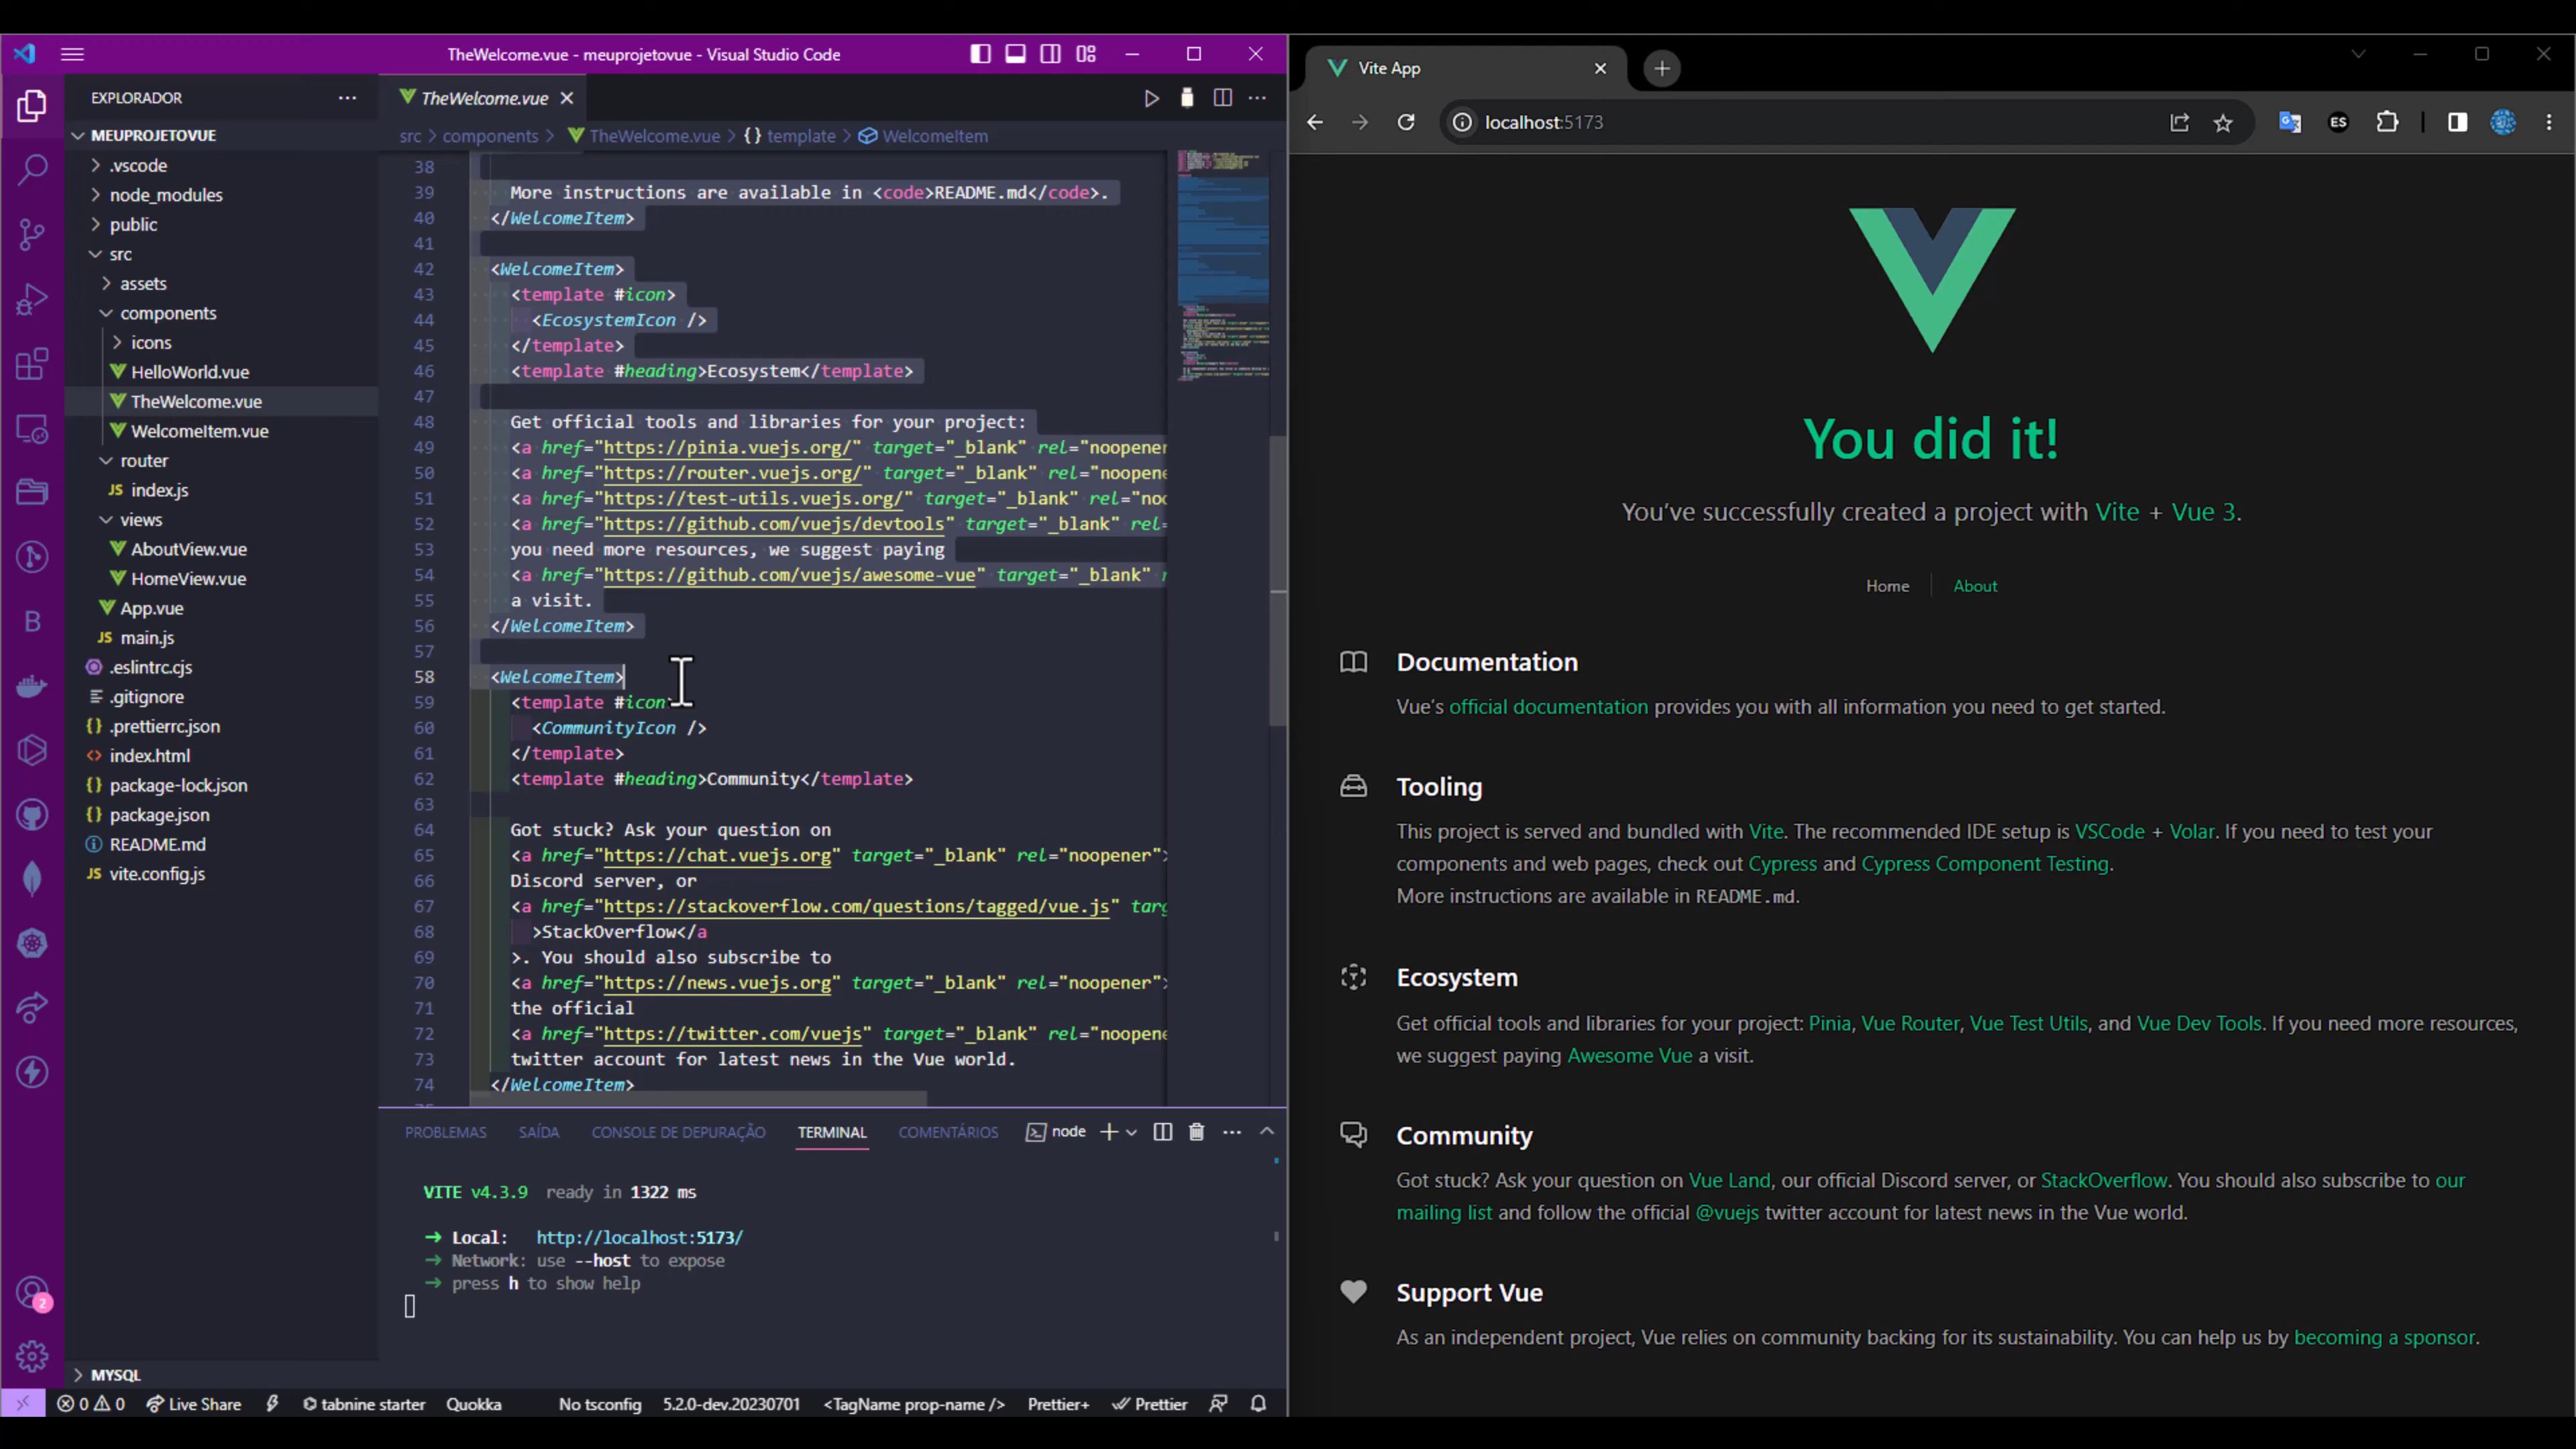 TheWelcome.vue - meuprojetovue - Visual Studio Code
EXPLORADOR
MEUPROJETOVUE
.vscode
node_modules
public
src
assets
components
icons
HelloWorld.vue
TheWelcome.vue
WelcomeItem.vue
router
JS index.js
views
AboutView.vue
HomeView.vue
App.vue
JS main.js
.eslintrc.cjs
.gitignore
{} .prettierrc.json
<> index.html
{} package-lock.json
{} package.json
README.md
JS vite.config.js
MYSQL
B
2
TheWelcome.vue
src > components > TheWelcome.vue > {} template > WelcomeItem
38
39 More instructions are available in <code>README.md</code>.
40 </WelcomeItem>
41
42 <WelcomeItem>
43 <template #icon>
44 <EcosystemIcon />
45 </template>
46 <template #heading>Ecosystem</template>
47
48 Get official tools and libraries for your project:
49 <a href="https://pinia.vuejs.org/" target="_blank" rel="noopene
50 <a href="https://router.vuejs.org/" target="_blank" rel="noopen
51 <a href="https://test-utils.vuejs.org/" target="_blank" rel="noo
52 <a href="https://github.com/vuejs/devtools" target="_blank" rel=
53 you need more resources, we suggest paying
54 <a href="https://github.com/vuejs/awesome-vue" target="_blank" r
55 a visit.
56 </WelcomeItem>
57
58 <WelcomeItem>
59 <template #icon>
60 <CommunityIcon />
61 </template>
62 <template #heading>Community</template>
63
64 Got stuck? Ask your question on
65 <a href="https://chat.vuejs.org" target="_blank" rel="noopener">
66 Discord server, or
67 <a href="https://stackoverflow.com/questions/tagged/vue.js" targ
68 >StackOverflow</a
69 >. You should also subscribe to
70 <a href="https://news.vuejs.org" target="_blank" rel="noopener">
71 the official
72 <a href="https://twitter.com/vuejs" target="_blank" rel="noopene
73 twitter account for latest news in the Vue world.
74 </WelcomeItem>
PROBLEMAS SAÍDA CONSOLE DE DEPURAÇÃO TERMINAL COMENTÁRIOS node
VITE v4.3.9 ready in 1322 ms
➜ Local: http://localhost:5173/
➜ Network: use --host to expose
➜ press h to show help
0 0 Live Share tabnine starter Quokka No tsconfig 5.2.0-dev.20230701 <TagName prop-name /> Prettier+ Prettier
Vite App
localhost:5173
ES
You did it!
You've successfully created a project with Vite + Vue 3.
Home About
Documentation
Vue's official documentation provides you with all information you need to get started.
Tooling
This project is served and bundled with Vite. The recommended IDE setup is VSCode + Volar. If you need to test your
components and web pages, check out Cypress and Cypress Component Testing.
More instructions are available in README.md.
Ecosystem
Get official tools and libraries for your project: Pinia, Vue Router, Vue Test Utils, and Vue Dev Tools. If you need more resources,
we suggest paying Awesome Vue a visit.
Community
Got stuck? Ask your question on Vue Land, our official Discord server, or StackOverflow. You should also subscribe to our
mailing list and follow the official @vuejs twitter account for latest news in the Vue world.
Support Vue
As an independent project, Vue relies on community backing for its sustainability. You can help us by becoming a sponsor.